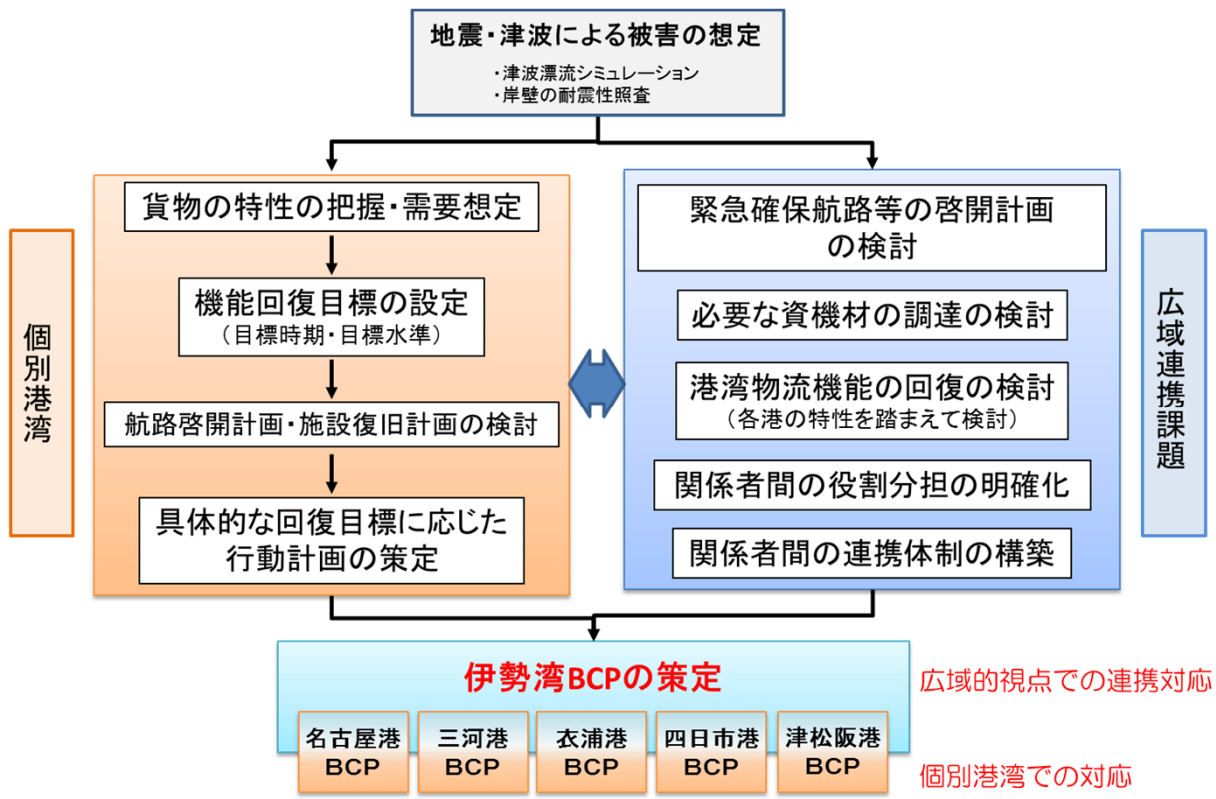 地震・津波による被害の想定
・津波漂流シミュレーション
・岸壁の耐震性照査
個別港湾
貨物の特性の把握・需要想定
機能回復目標の設定
（目標時期・目標水準）
航路啓開計画・施設復旧計画の検討
具体的な回復目標に応じた
行動計画の策定
緊急確保航路等の啓開計画
の検討
必要な資機材の調達の検討
港湾物流機能の回復の検討
（各港の特性を踏まえて検討）
関係者間の役割分担の明確化
関係者間の連携体制の構築
広域連携課題
伊勢湾BCPの策定
広域的視点での連携対応
名古屋港
BCP
三河港
BCP
衣浦港
BCP
四日市港
BCP
津松阪港
BCP
個別港湾での対応